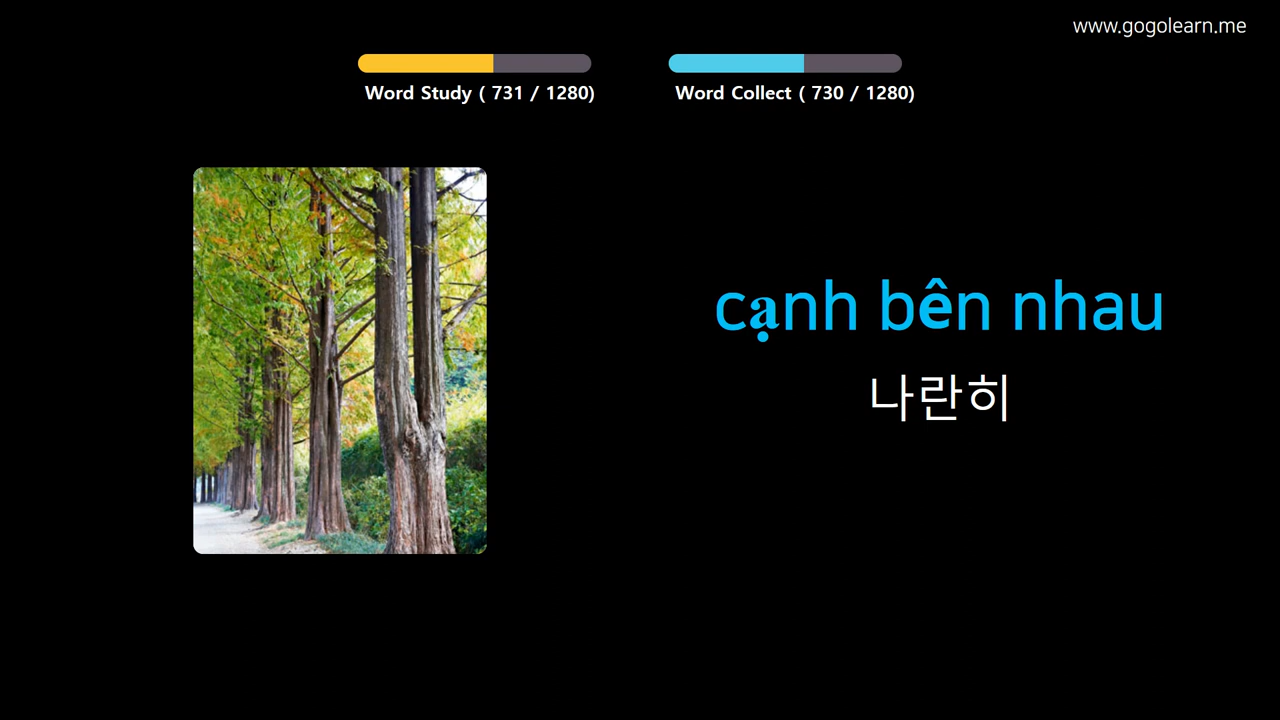 www.gogolearn.me
Word Study ( 731 / 1280)
Word Collect ( 730 / 1280)
cạnh bên nhau
나란히